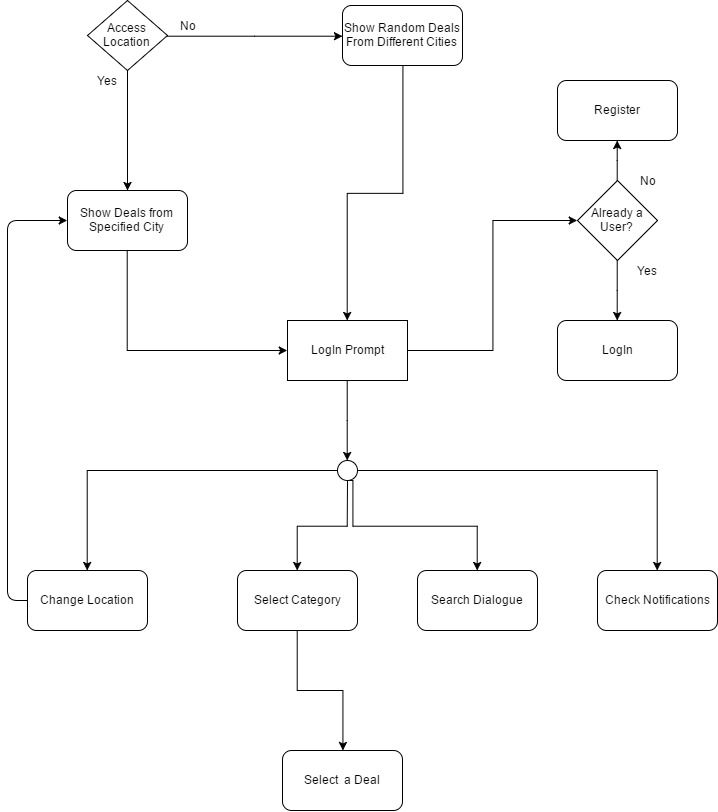 Access
Location
No
Show Random Deals
From Different Cities
Yes
Register
No
Show Deals from
Specified City
Already a
User?
Yes
LogIn Prompt
LogIn
Change Location
Select Category
Search Dialogue
Check Notifications
Select a Deal